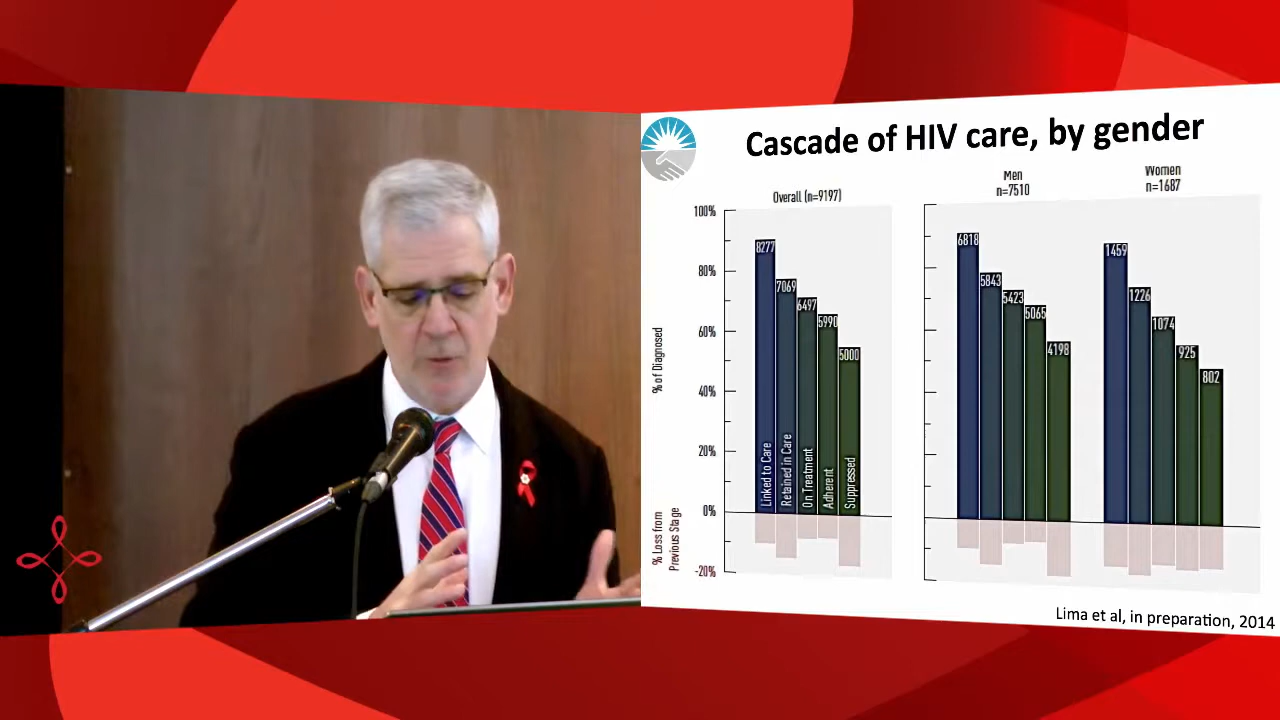 Cascade of HIV care, by gender
Overall (n=9197)
Men
n=7510
Women
n=1687
100%
80%
60%
40%
20%
0%
-20%
% of Diagnosed
% Loss from
Previous Stage
8277
7069
6497
5990
5000
Linked to Care
Retained in Care
On Treatment
Adherent
Suppressed
6818
5843
5423
5065
4198
1459
1226
1074
925
802
Lima et al, in preparation, 2014